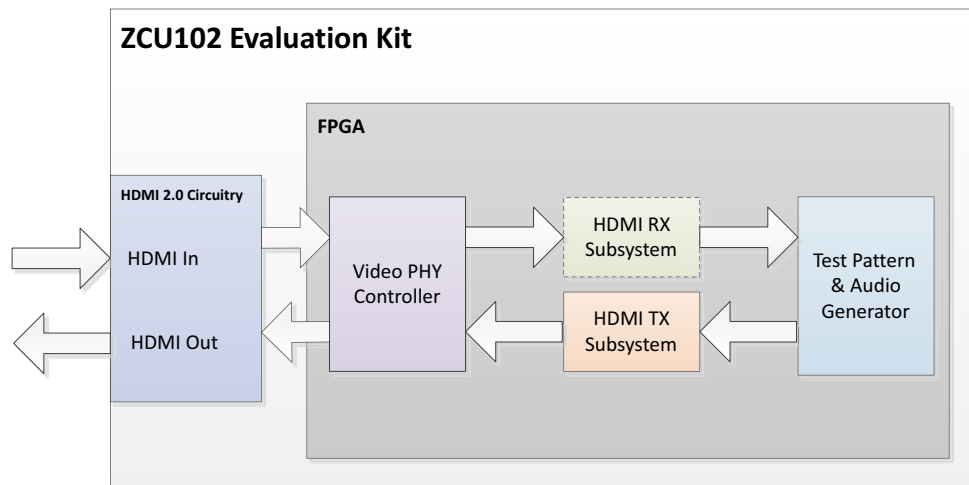 ZCU102 Evaluation Kit
FPGA
HDMI 2.0 Circuitry
HDMI In
HDMI Out
Video PHY
Controller
HDMI RX
Subsystem
HDMI TX
Subsystem
Test Pattern
& Audio
Generator